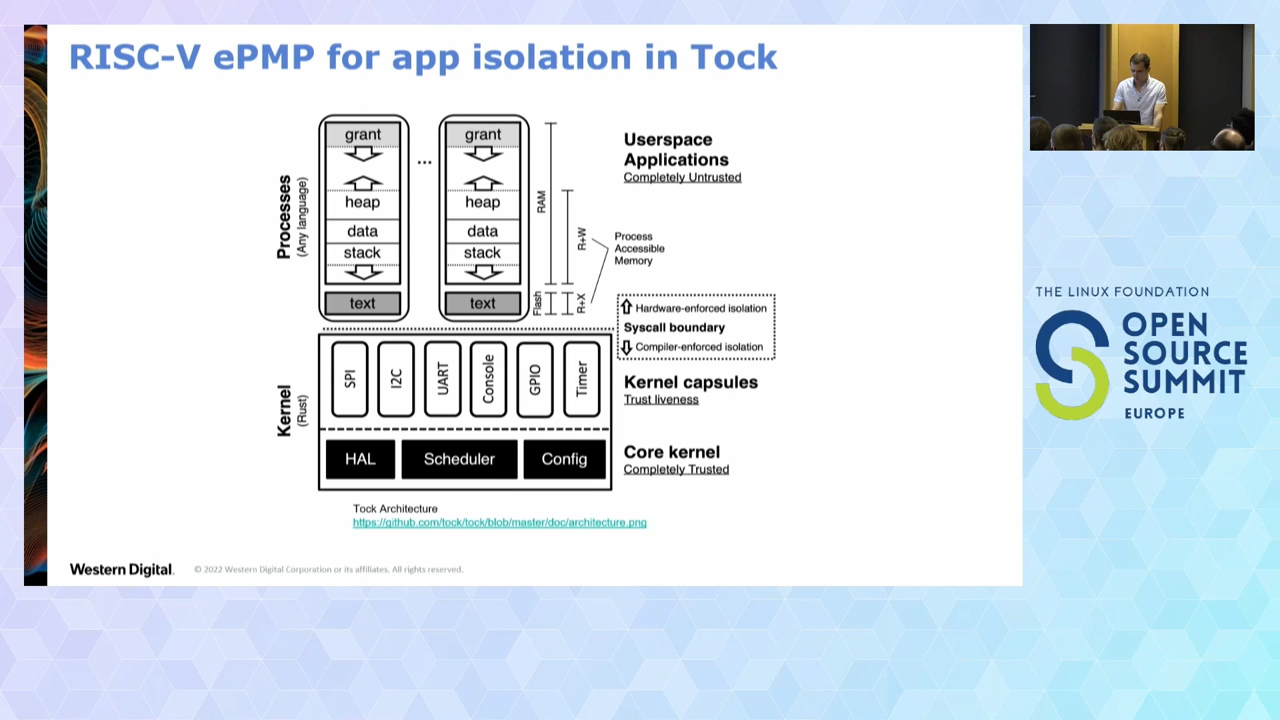 RISC-V ePMP for app isolation in Tock
Processes
(Any language)
grant
heap
data
stack
text
...
grant
heap
data
stack
text
RAM
Flash
R+W
R+X
Process
Accessible
Memory
Userspace
Applications
Completely Untrusted
Hardware-enforced isolation
Syscall boundary
Compiler-enforced isolation
Kernel
(Rust)
SPI
I2C
UART
Console
GPIO
Timer
Kernel capsules
Trust liveness
HAL
Scheduler
Config
Core kernel
Completely Trusted
Tock Architecture
https://github.com/tock/tock/blob/master/doc/architecture.png
Western Digital.
© 2022 Western Digital Corporation or its affiliates. All rights reserved.
THE LINUX FOUNDATION
OPEN
SOURCE
SUMMIT
EUROPE